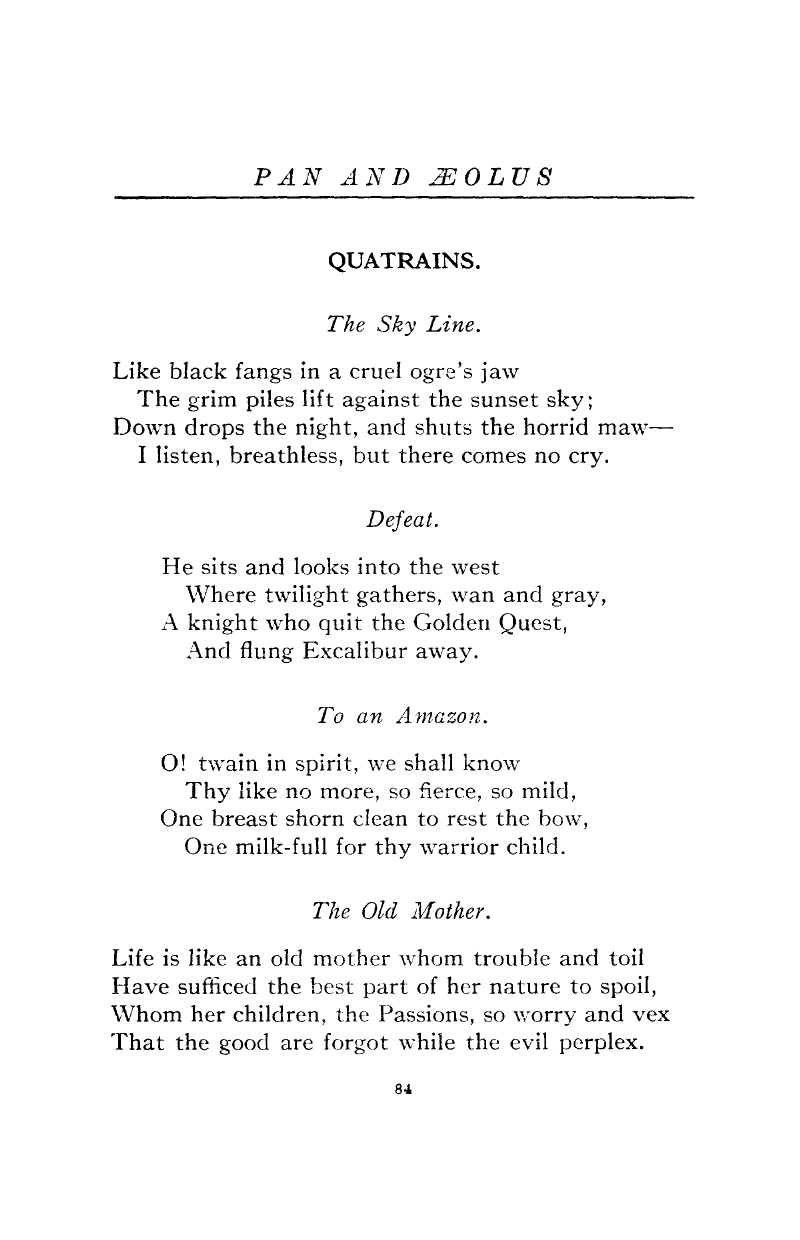 PAN AND ÆOLUS
QUATRAINS.
The Sky Line.
Like black fangs in a cruel ogre's jaw
The grim piles lift against the sunset sky;
Down drops the night, and shuts the horrid maw—
I listen, breathless, but there comes no cry.
Defeat.
He sits and looks into the west
Where twilight gathers, wan and gray,
A knight who quit the Golden Quest,
And flung Excalibur away.
To an Amazon.
O! twain in spirit, we shall know
Thy like no more, so fierce, so mild,
One breast shorn clean to rest the bow,
One milk-full for thy warrior child.
The Old Mother.
Life is like an old mother whom trouble and toil
Have sufficed the best part of her nature to spoil,
Whom her children, the Passions, so worry and vex
That the good are forgot while the evil perplex.
84